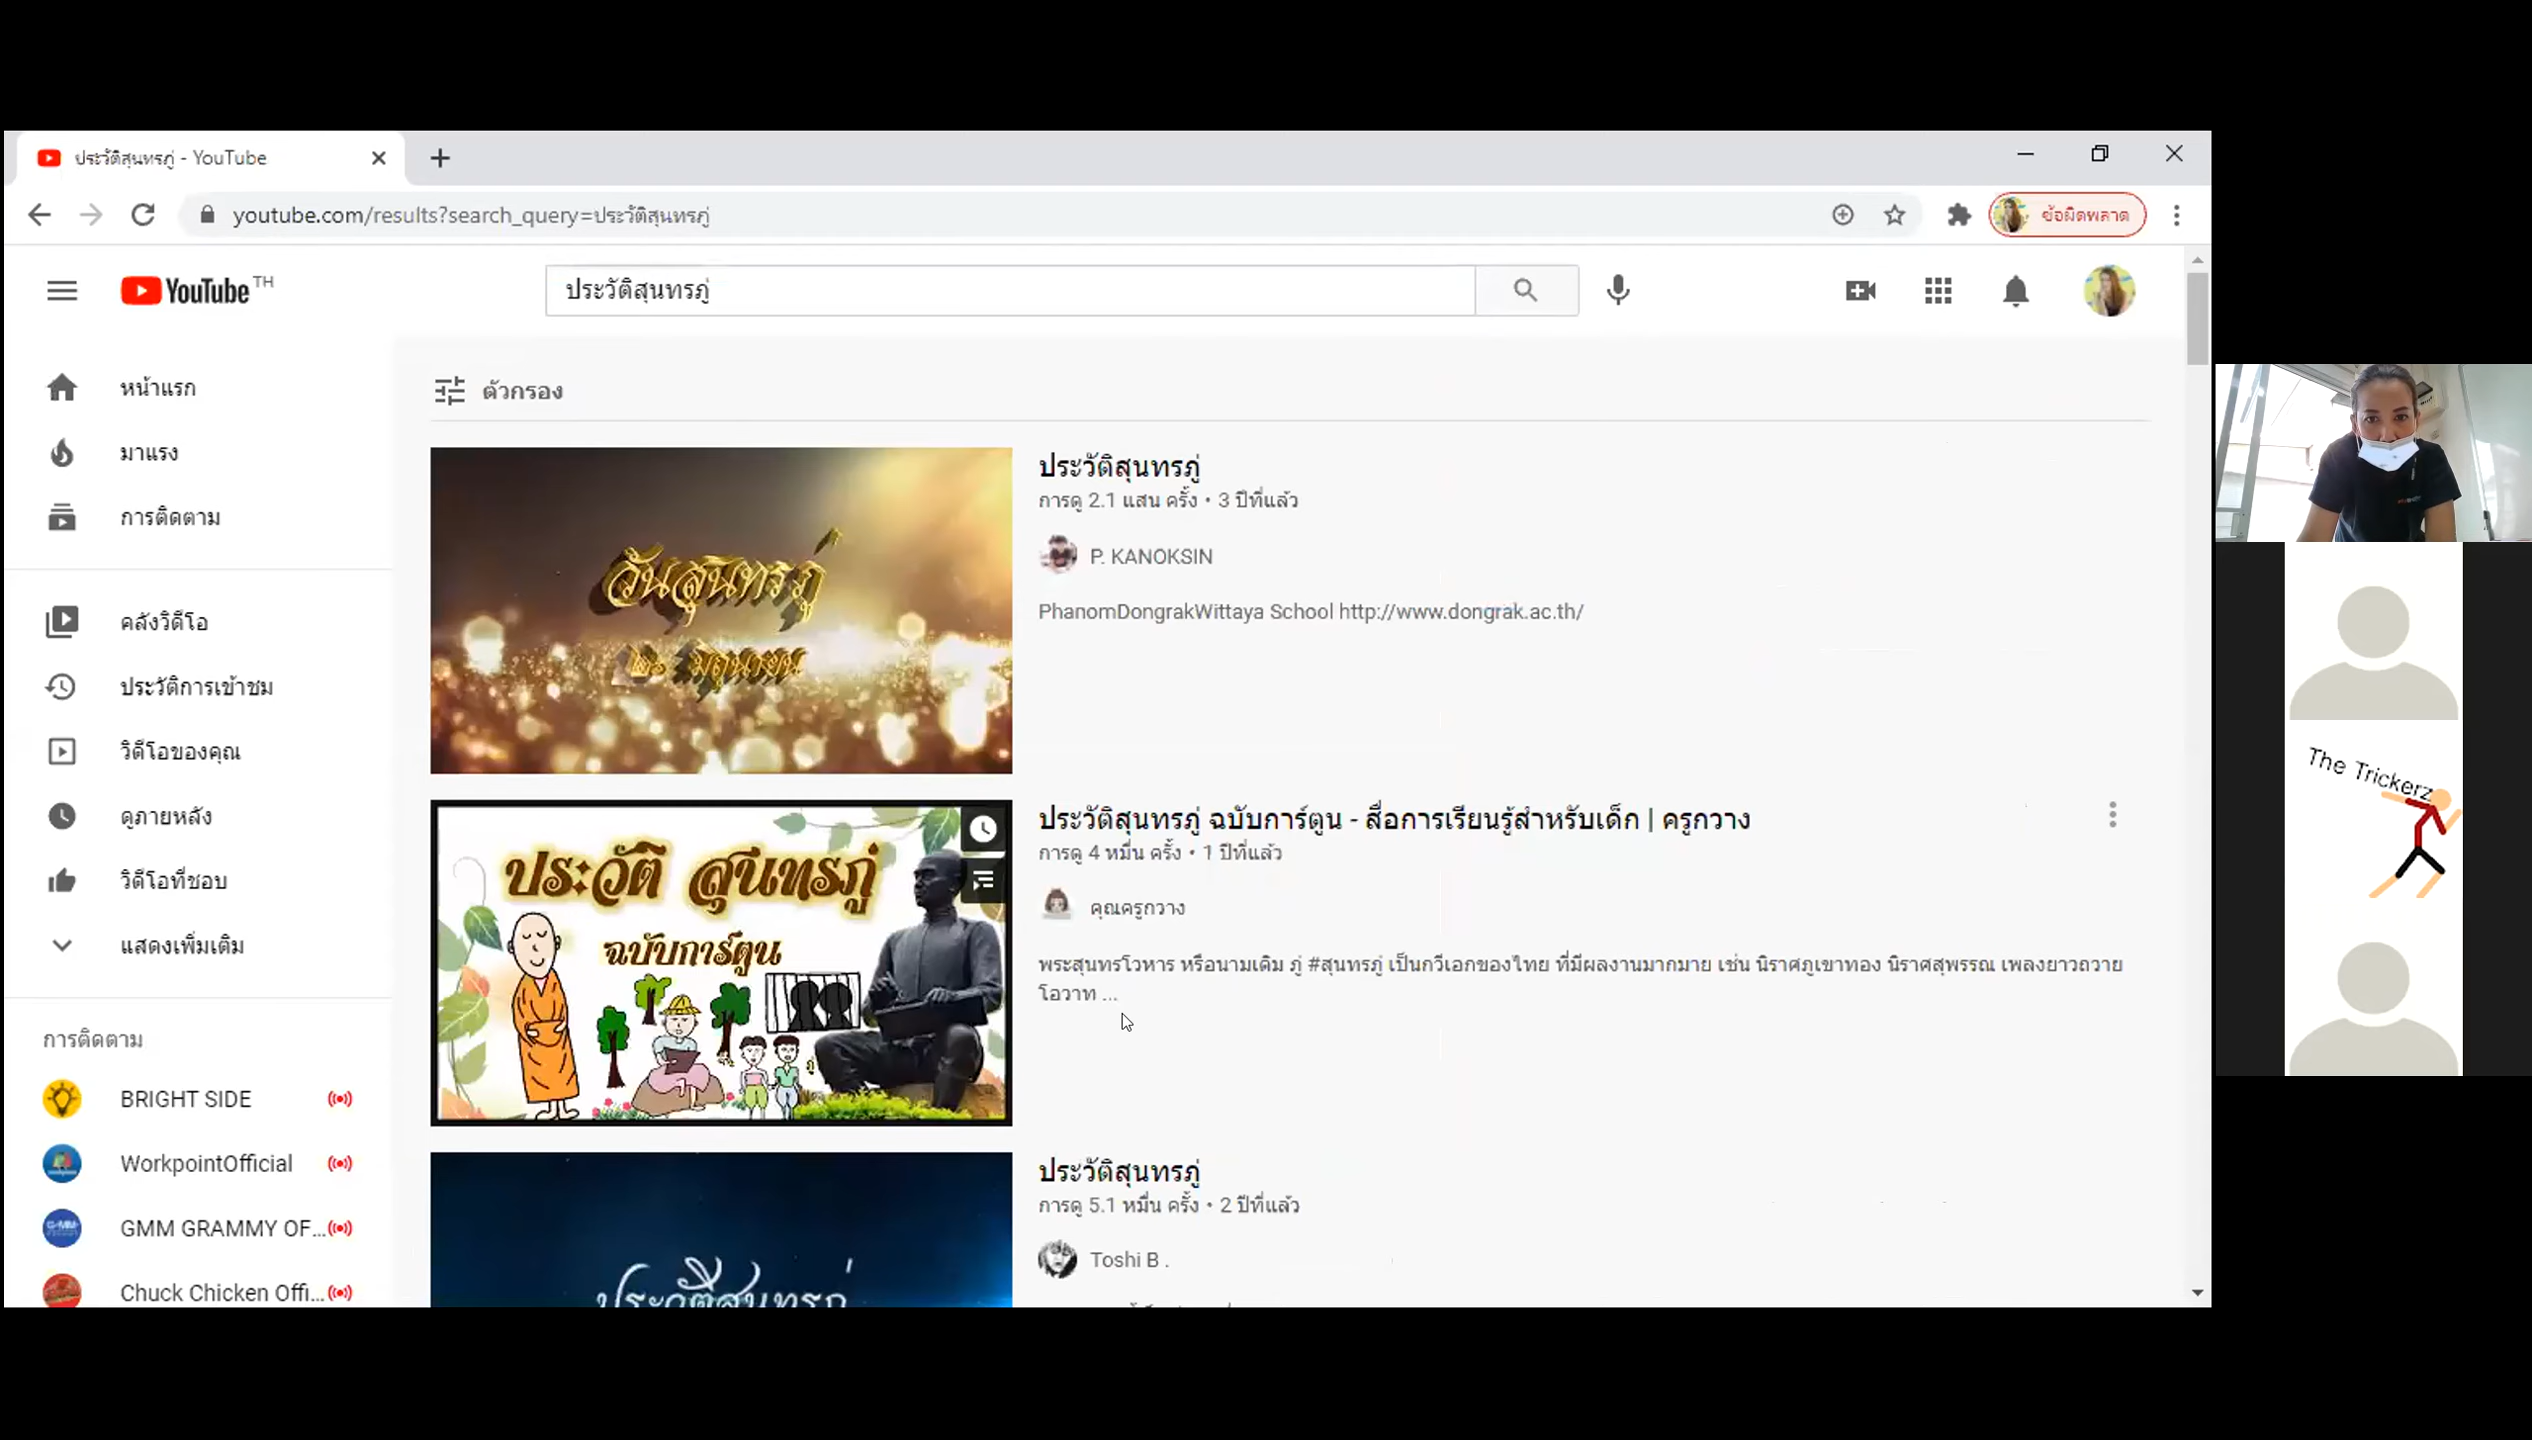 ประวัติสุนทรภู่ - YouTube
youtube.com/results?search_query=ประวัติสุนทรภู่
ข้อผิดพลาด
YouTube TH
ประวัติสุนทรภู่
หน้าแรก
มาแรง
การติดตาม
คลังวิดีโอ
ประวัติการเข้าชม
วิดีโอของคุณ
ดูภายหลัง
วิดีโอที่ชอบ
แสดงเพิ่มเติม
การติดตาม
BRIGHT SIDE
WorkpointOfficial
GMM GRAMMY OF...
Chuck Chicken Offi...
ตัวกรอง
วันสุนทรภู่
๒๖ มิถุนายน
ประวัติสุนทรภู่
การดู 2.1 แสน ครั้ง • 3 ปีที่แล้ว
P. KANOKSIN
PhanomDongrakWittaya School http://www.dongrak.ac.th/
ประวัติ สุนทรภู่
ฉบับการ์ตูน
ประวัติสุนทรภู่ ฉบับการ์ตูน - สื่อการเรียนรู้สำหรับเด็ก | ครูกวาง
การดู 4 หมื่น ครั้ง • 1 ปีที่แล้ว
คุณครูกวาง
พระสุนทรโวหาร หรือนามเดิม ภู่ #สุนทรภู่ เป็นกวีเอกของไทย ที่มีผลงานมากมาย เช่น นิราศภูเขาทอง นิราศสุพรรณ เพลงยาวถวาย
โอวาท ...
ประวัติสุนทรภู่
ประวัติสุนทรภู่
การดู 5.1 หมื่น ครั้ง • 2 ปีที่แล้ว
Toshi B .
The Trickerz